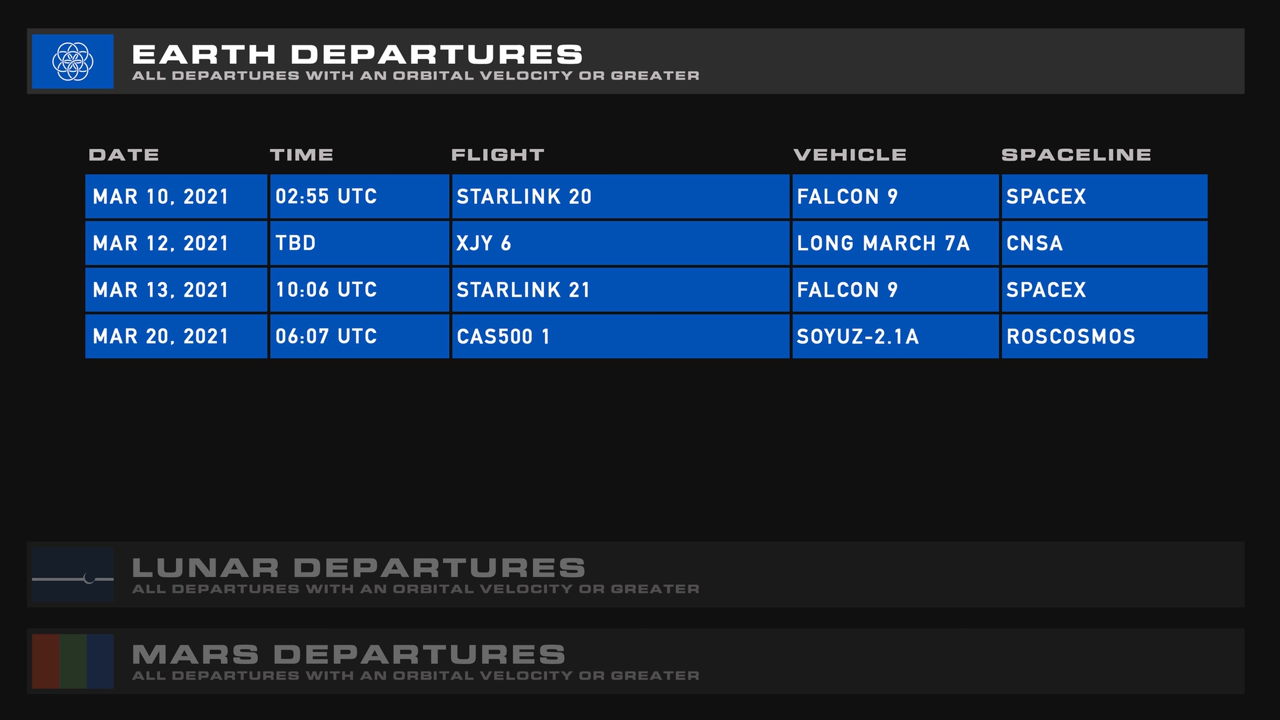 EARTH DEPARTURES
ALL DEPARTURES WITH AN ORBITAL VELOCITY OR GREATER
DATE TIME FLIGHT VEHICLE SPACELINE
MAR 10, 2021 02:55 UTC STARLINK 20 FALCON 9 SPACEX
MAR 12, 2021 TBD XJY 6 LONG MARCH 7A CNSA
MAR 13, 2021 10:06 UTC STARLINK 21 FALCON 9 SPACEX
MAR 20, 2021 06:07 UTC CAS500 1 SOYUZ-2.1A ROSCOSMOS
LUNAR DEPARTURES
ALL DEPARTURES WITH AN ORBITAL VELOCITY OR GREATER
MARS DEPARTURES
ALL DEPARTURES WITH AN ORBITAL VELOCITY OR GREATER